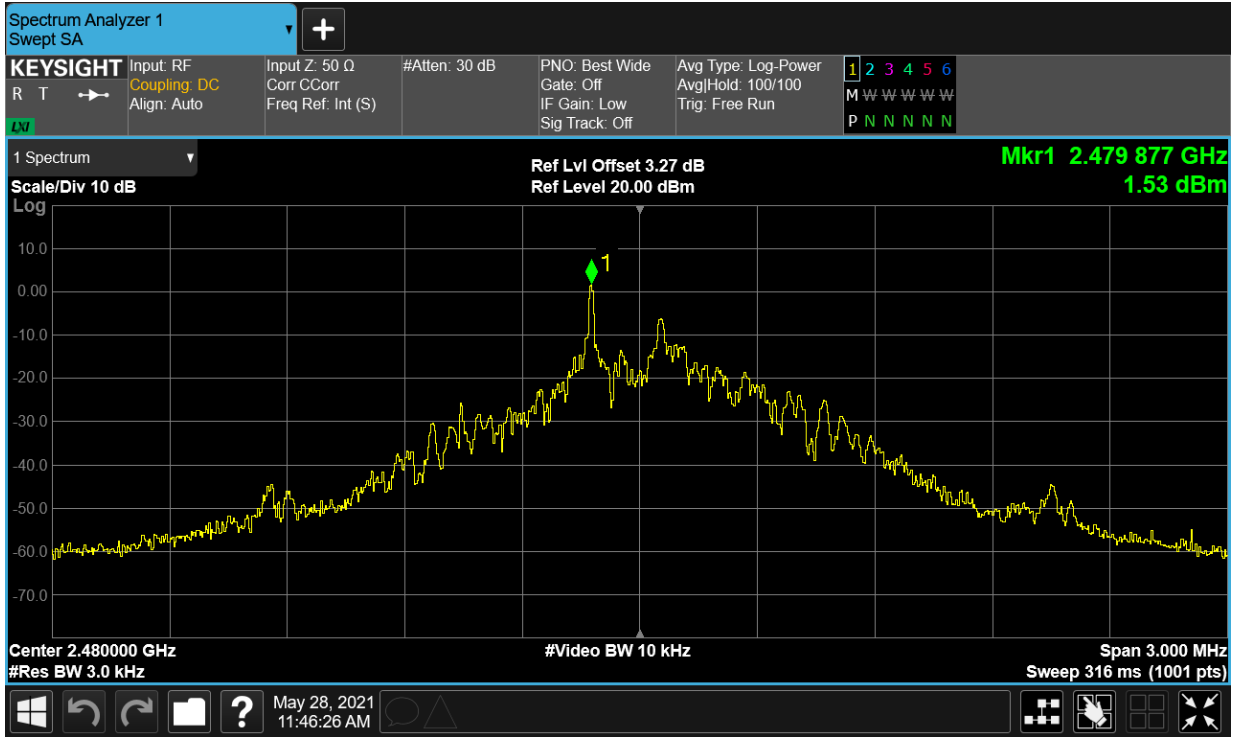 Spectrum Analyzer 1
Swept SA
KEYSIGHT
R T
LXI
Input: RF
Coupling: DC
Align: Auto
Input Z: 50 Ω
Corr CCorr
Freq Ref: Int (S)
#Atten: 30 dB
PNO: Best Wide
Gate: Off
IF Gain: Low
Sig Track: Off
Avg Type: Log-Power
Avg|Hold: 100/100
Trig: Free Run
1 2 3 4 5 6
M W W W W W
P N N N N N
1 Spectrum
Scale/Div 10 dB
Log
Ref Lvl Offset 3.27 dB
Ref Level 20.00 dBm
Mkr1 2.479 877 GHz
1.53 dBm
10.0
0.00
-10.0
-20.0
-30.0
-40.0
-50.0
-60.0
-70.0
1
Center 2.480000 GHz
#Res BW 3.0 kHz
#Video BW 10 kHz
Span 3.000 MHz
Sweep 316 ms (1001 pts)
?
May 28, 2021
11:46:26 AM